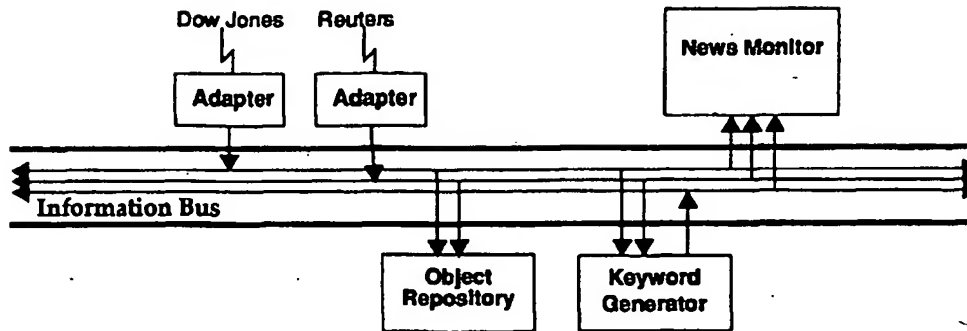 Dow Jones
Reuters
News Monitor
Adapter
Adapter
Information Bus
Object
Repository
Keyword
Generator